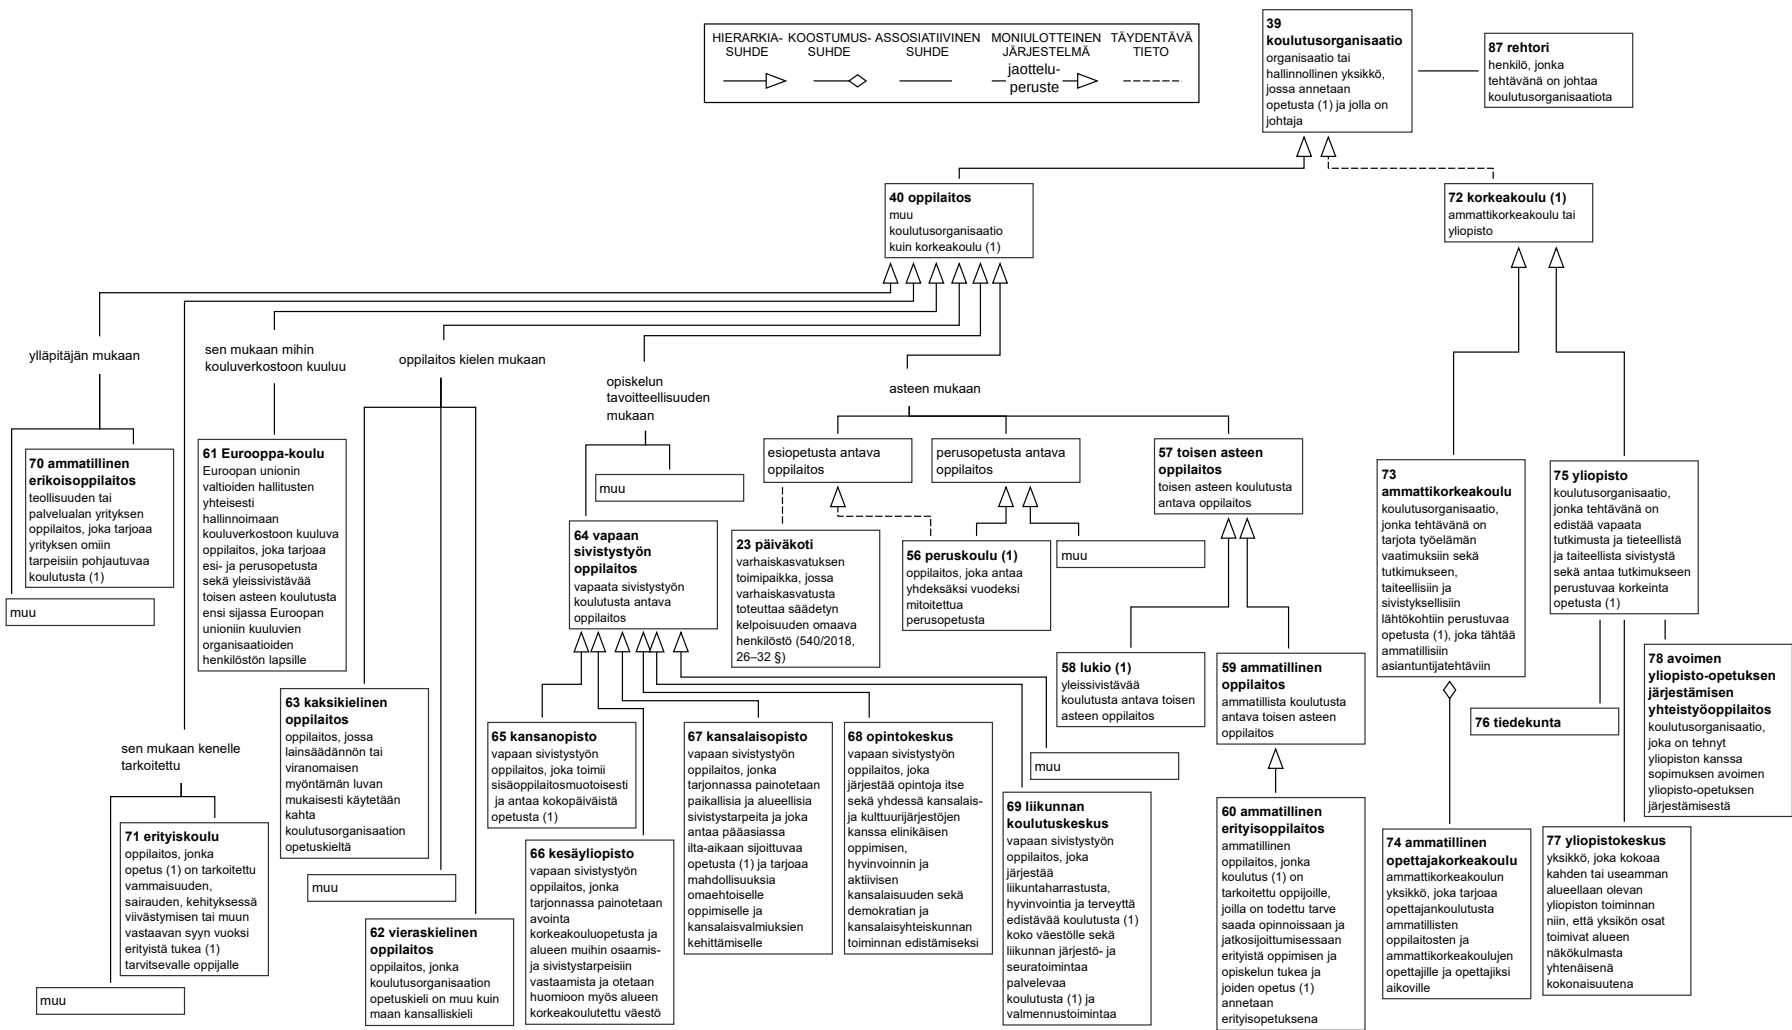 HIERARKIA-
SUHDE
KOOSTUMUS-
SUHDE
ASSOSIATIIVINEN
SUHDE
MONIULOTTEINEN
JÄRJESTELMÄ
TÄYDENTÄVÄ
TIETO
jaottelu-
peruste
39
koulutusorganisaatio
organisaatio tai
hallinnollinen yksikkö,
jossa annetaan
opetusta (1) ja jolla on
johtaja
87 rehtori
henkilö, jonka
tehtävänä on johtaa
koulutusorganisaatiota
40 oppilaitos
muu
koulutusorganisaatio
kuin korkeakoulu (1)
72 korkeakoulu (1)
ammattikorkeakoulu tai
yliopisto
ylläpitäjän mukaan
sen mukaan mihin
kouluverkostoon kuuluu
oppilaitos kielen mukaan
opiskelun
tavoitteellisuuden
mukaan
asteen mukaan
70 ammatillinen
erikoisoppilaitos
teollisuuden tai
palvelualan yrityksen
oppilaitos, joka tarjoaa
yrityksen omiin
tarpeisiin pohjautuvaa
koulutusta (1)
muu
61 Eurooppa-koulu
Euroopan unionin
valtioiden hallitusten
yhteisesti
hallinnoimaan
kouluverkostoon kuuluva
oppilaitos, joka tarjoaa
esi- ja perusopetusta
sekä yleissivistävää
toisen asteen koulutusta
ensi sijassa Euroopan
unioniin kuuluvien
organisaatioiden
henkilöstön lapsille
muu
64 vapaan
sivistystyön
oppilaitos
vapaata sivistystyön
koulutusta antava
oppilaitos
esiopetusta antava
oppilaitos
perusopetusta antava
oppilaitos
57 toisen asteen
oppilaitos
toisen asteen koulutusta
antava oppilaitos
23 päiväkoti
varhaiskasvatuksen
toimipaikka, jossa
varhaiskasvatusta
toteuttaa säädetyn
kelpoisuuden omaava
henkilöstö (540/2018,
26–32 §)
56 peruskoulu (1)
oppilaitos, joka antaa
yhdeksäksi vuodeksi
mitoitettua
perusopetusta
muu
73
ammattikorkeakoulu
koulutusorganisaatio,
jonka tehtävänä on
tarjota työelämän
vaatimuksiin sekä
tutkimukseen,
taiteellisiin ja
sivistyksellisiin
lähtökohtiin perustuvaa
opetusta (1), joka tähtää
ammatillisiin
asiantuntijatehtäviin
75 yliopisto
koulutusorganisaatio,
jonka tehtävänä on
edistää vapaata
tutkimusta ja tieteellistä
ja taiteellista sivistystä
sekä antaa tutkimukseen
perustuvaa korkeinta
opetusta (1)
58 lukio (1)
yleissivistävää
koulutusta antava toisen
asteen oppilaitos
59 ammatillinen
oppilaitos
ammatillista koulutusta
antava toisen asteen
oppilaitos
76 tiedekunta
78 avoimen
yliopisto-opetuksen
järjestämisen
yhteistyöoppilaitos
koulutusorganisaatio,
joka on tehnyt
yliopiston kanssa
sopimuksen avoimen
yliopisto-opetuksen
järjestämisestä
sen mukaan kenelle
tarkoitettu
63 kaksikielinen
oppilaitos
oppilaitos, jossa
lainsäädännön tai
viranomaisen
myöntämän luvan
mukaisesti käytetään
kahta
koulutusorganisaation
opetuskieltä
65 kansanopisto
vapaan sivistystyön
oppilaitos, joka toimii
sisäoppilaitosmuotoisesti
ja antaa kokopäiväistä
opetusta (1)
67 kansalaisopisto
vapaan sivistystyön
oppilaitos, jonka
tarjonnassa painotetaan
paikallisia ja alueellisia
sivistystarpeita ja joka
antaa pääasiassa
ilta-aikaan sijoittuvaa
opetusta (1) ja tarjoaa
mahdollisuuksia
omaehtoiselle
oppimiselle ja
kansalaisvalmiuksien
kehittämiselle
68 opintokeskus
vapaan sivistystyön
oppilaitos, joka
järjestää opintoja itse
sekä yhdessä kansalais-
ja kulttuurijärjestöjen
kanssa elinikäisen
oppimisen,
hyvinvoinnin ja
aktiivisen
kansalaisuuden sekä
demokratian ja
kansalaisyhteiskunnan
toiminnan edistämiseksi
muu
69 liikunnan
koulutuskeskus
vapaan sivistystyön
oppilaitos, joka
järjestää
liikuntaharrastusta,
hyvinvointia ja terveyttä
edistävää koulutusta (1)
koko väestölle sekä
liikunnan järjestö- ja
seuratoimintaa
palvelevaa
koulutusta (1) ja
valmennustoimintaa
60 ammatillinen
erityisoppilaitos
ammatillinen
oppilaitos, jonka
koulutus (1) on
tarkoitettu oppijoille,
joilla on todettu tarve
saada opinnoissaan ja
jatkosijoittumisessaan
erityistä oppimisen ja
opiskelun tukea ja
joiden opetus (1)
annetaan
erityisopetuksena
74 ammatillinen
opettajakorkeakoulu
ammattikorkeakoulun
yksikkö, joka tarjoaa
opettajankoulutusta
ammatillisten
oppilaitosten ja
ammattikorkeakoulujen
opettajille ja opettajiksi
aikoville
77 yliopistokeskus
yksikkö, joka kokoaa
kahden tai useamman
alueellaan olevan
yliopiston toiminnan
niin, että yksikön osat
toimivat alueen
näkökulmasta
yhtenäisenä
kokonaisuutena
71 erityiskoulu
oppilaitos, jonka
opetus (1) on tarkoitettu
vammaisuuden,
sairauden, kehityksessä
viivästymisen tai muun
vastaavan syyn vuoksi
erityistä tukea (1)
tarvitsevalle oppijalle
muu
muu
62 vieraskielinen
oppilaitos
oppilaitos, jonka
koulutusorganisaation
opetuskieli on muu kuin
maan kansalliskieli
66 kesäyliopisto
vapaan sivistystyön
oppilaitos, jonka
tarjonnassa painotetaan
avointa
korkeakouluopetusta ja
alueen muihin osaamis-
ja sivistystarpeisiin
vastaamista ja otetaan
huomioon myös alueen
korkeakoulutettu väestö